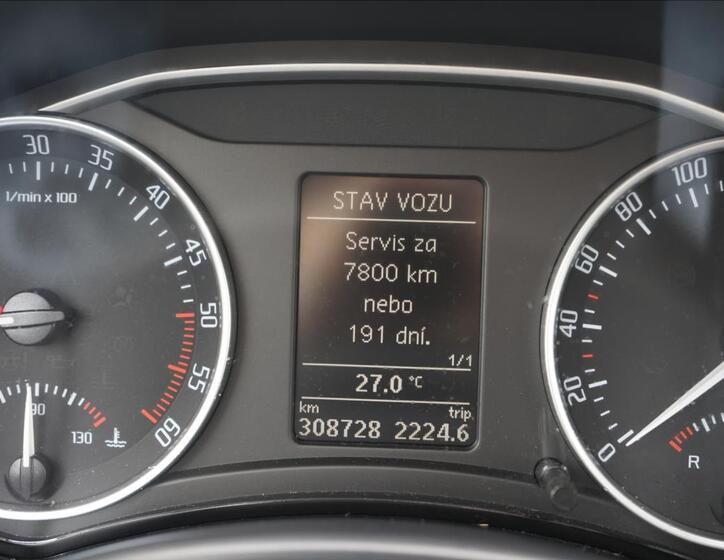 STAV VOZU
Servis za
7800 km
nebo
191 dní.
1/1
27.0 °C
km trip
308728 2224.6
30
35
40
45
50
55
60
1/min x 100
90
130
0
20
40
60
80
100
R